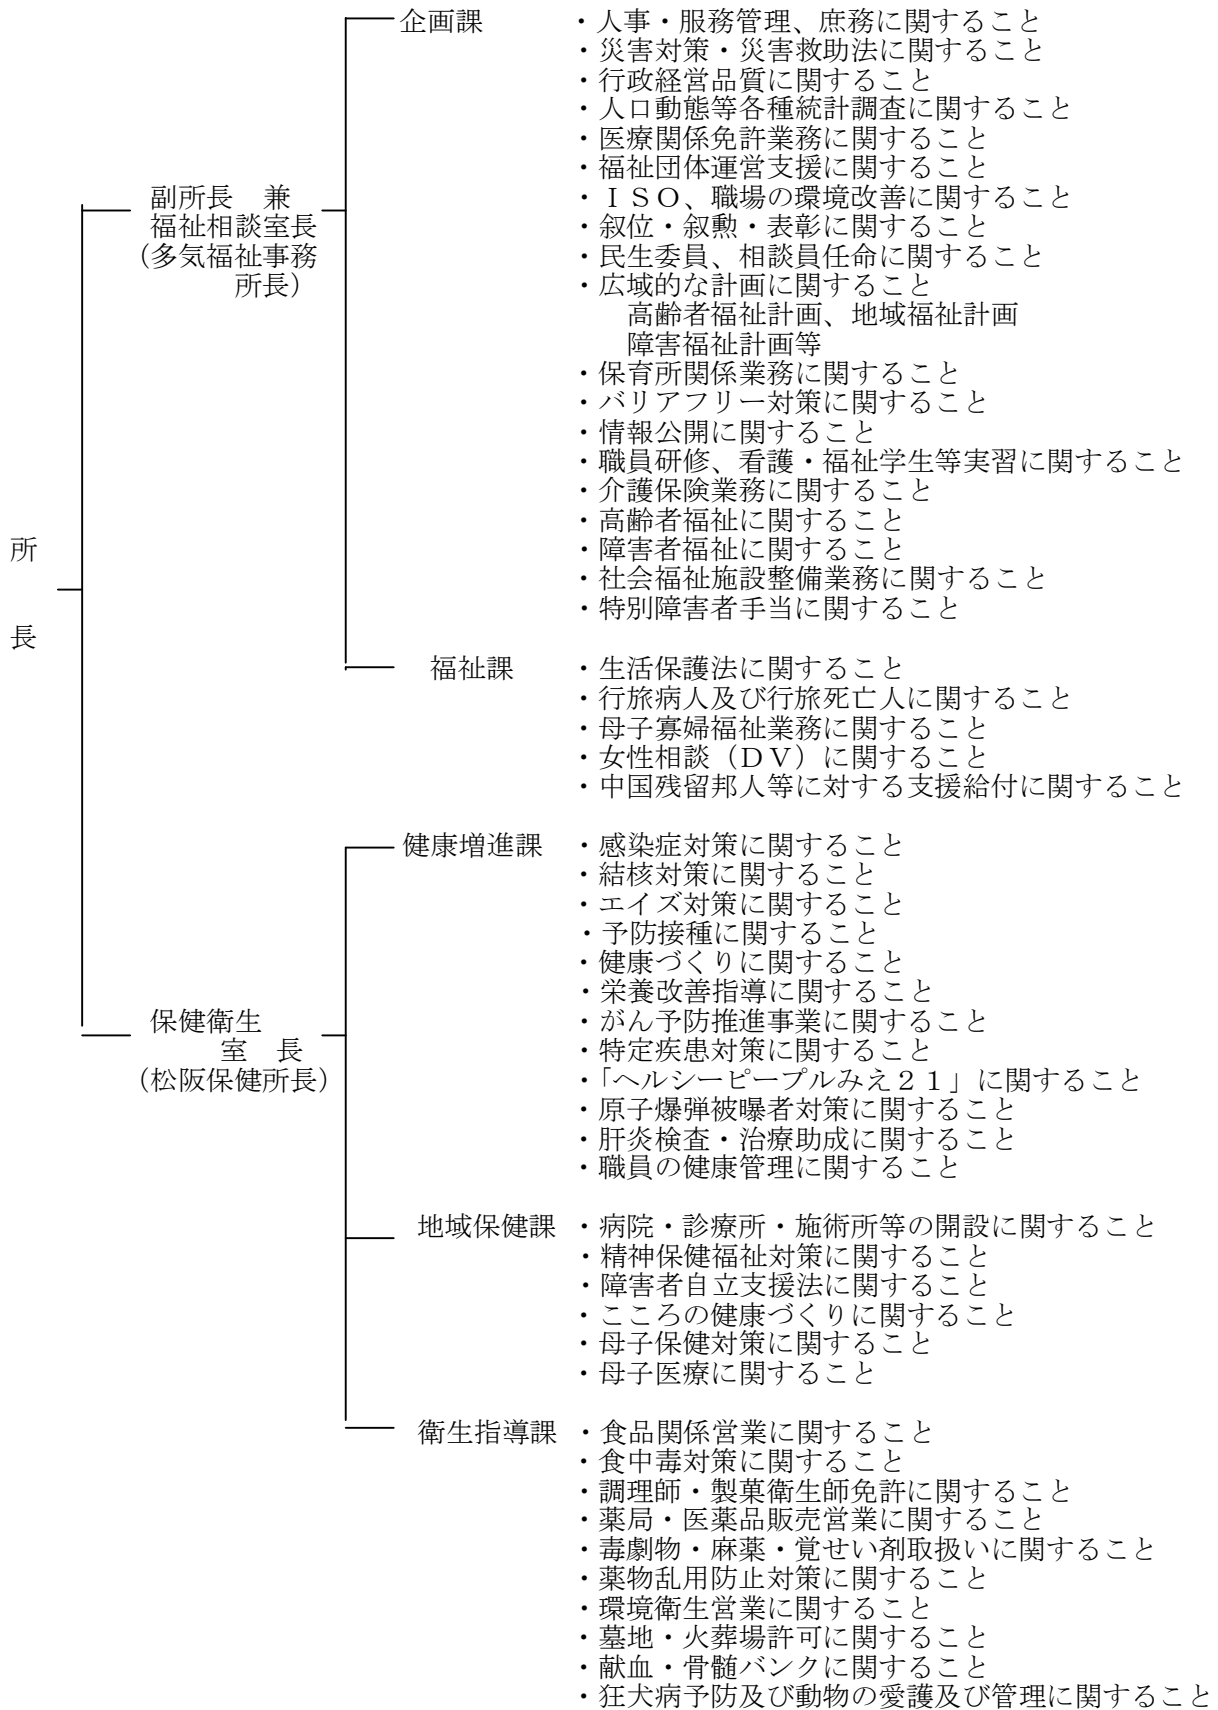 所
長
副所長　兼
福祉相談室長
(多気福祉事務
所長)
企画課　・人事・服務管理、庶務に関すること
・災害対策・災害救助法に関すること
・行政経営品質に関すること
・人口動態等各種統計調査に関すること
・医療関係免許業務に関すること
・福祉団体運営支援に関すること
・ＩＳＯ、職場の環境改善に関すること
・叙位・叙勲・表彰に関すること
・民生委員、相談員任命に関すること
・広域的な計画に関すること
高齢者福祉計画、地域福祉計画
障害福祉計画等
・保育所関係業務に関すること
・バリアフリー対策に関すること
・情報公開に関すること
・職員研修、看護・福祉学生等実習に関すること
・介護保険業務に関すること
・高齢者福祉に関すること
・障害者福祉に関すること
・社会福祉施設整備業務に関すること
・特別障害者手当に関すること
福祉課　・生活保護法に関すること
・行旅病人及び行旅死亡人に関すること
・母子寡婦福祉業務に関すること
・女性相談（ＤＶ）に関すること
・中国残留邦人等に対する支援給付に関すること
保健衛生
室　長
(松阪保健所長)
健康増進課　・感染症対策に関すること
・結核対策に関すること
・エイズ対策に関すること
・予防接種に関すること
・健康づくりに関すること
・栄養改善指導に関すること
・がん予防推進事業に関すること
・特定疾患対策に関すること
・「ヘルシーピープルみえ２１」に関すること
・原子爆弾被曝者対策に関すること
・肝炎検査・治療助成に関すること
・職員の健康管理に関すること
地域保健課　・病院・診療所・施術所等の開設に関すること
・精神保健福祉対策に関すること
・障害者自立支援法に関すること
・こころの健康づくりに関すること
・母子保健対策に関すること
・母子医療に関すること
衛生指導課　・食品関係営業に関すること
・食中毒対策に関すること
・調理師・製菓衛生師免許に関すること
・薬局・医薬品販売営業に関すること
・毒劇物・麻薬・覚せい剤取扱いに関すること
・薬物乱用防止対策に関すること
・環境衛生営業に関すること
・墓地・火葬場許可に関すること
・献血・骨髄バンクに関すること
・狂犬病予防及び動物の愛護及び管理に関すること